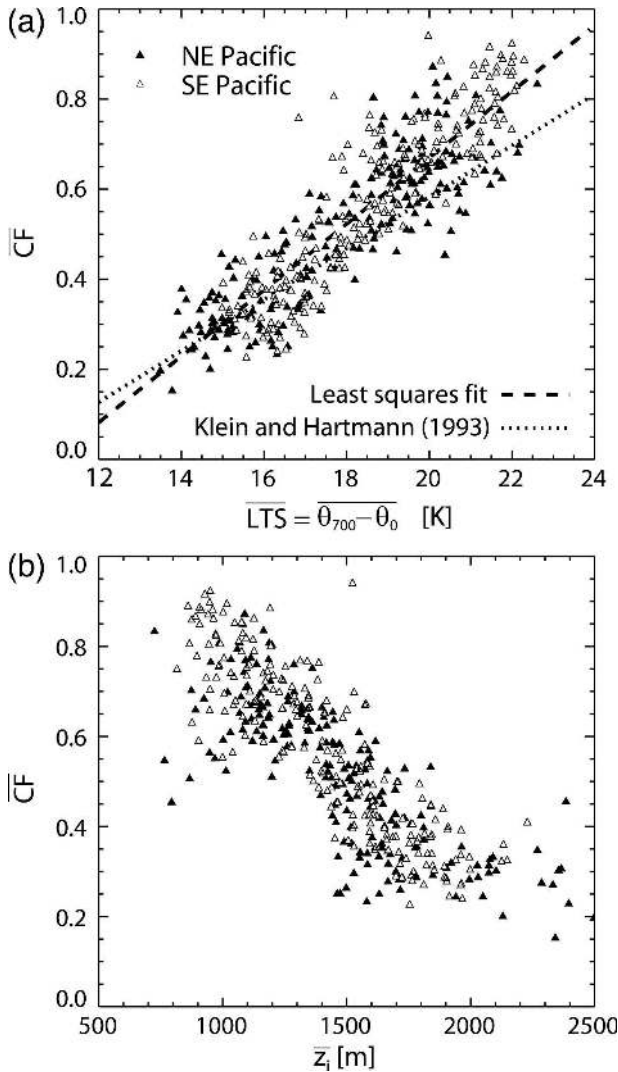 (a)
▲ NE Pacific
△ SE Pacific
1.0
0.8
0.6
0.4
0.2
0.0
CF
Least squares fit
Klein and Hartmann (1993)
12 14 16 18 20 22 24
LTS = θ700−θ0 [K]
(b)
1.0
0.8
0.6
0.4
0.2
0.0
CF
500 1000 1500 2000 2500
zi [m]